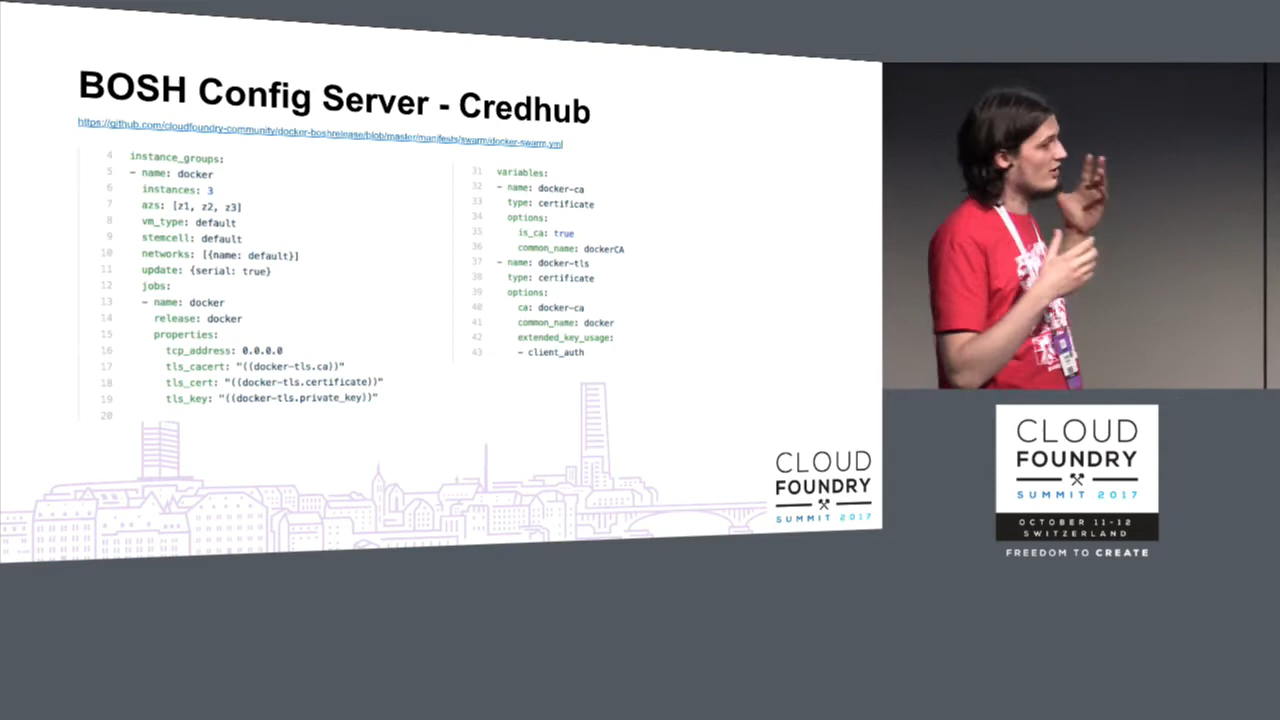 BOSH Config Server - Credhub
https://github.com/cloudfoundry-community/docker-boshrelease/blob/master/manifests/swarm/docker-swarm.yml
4 instance_groups:
5 - name: docker
6 instances: 3
7 azs: [z1, z2, z3]
8 vm_type: default
9 stemcell: default
10 networks: [{name: default}]
11 update: {serial: true}
12 jobs:
13 - name: docker
14 release: docker
15 properties:
16 tcp_address: 0.0.0.0
17 tls_cacert: "((docker-tls.ca))"
18 tls_cert: "((docker-tls.certificate))"
19 tls_key: "((docker-tls.private_key))"
20
31 variables:
32 - name: docker-ca
33 type: certificate
34 options:
35 is_ca: true
36 common_name: dockerCA
37 - name: docker-tls
38 type: certificate
39 options:
40 ca: docker-ca
41 common_name: docker
42 extended_key_usage:
43 - client_auth
CLOUD
FOUNDRY
SUMMIT 2017
CLOUD
FOUNDRY
SUMMIT 2017
OCTOBER 11-12
SWITZERLAND
FREEDOM TO CREATE